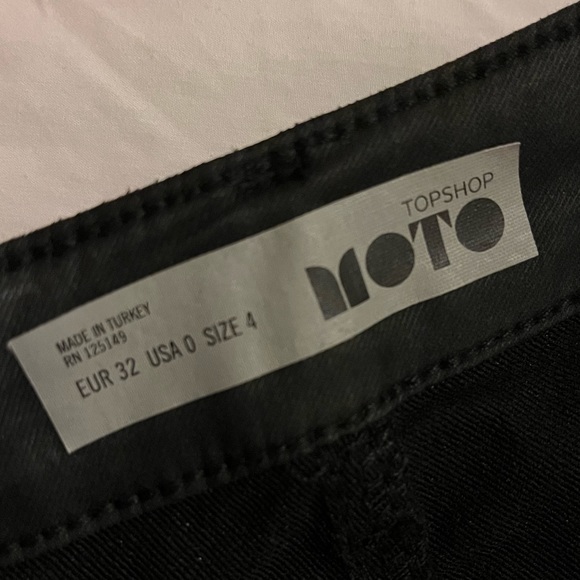 TOPSHOP
MOTO
MADE IN TURKEY
RN 125149
EUR 32 USA 0 SIZE 4